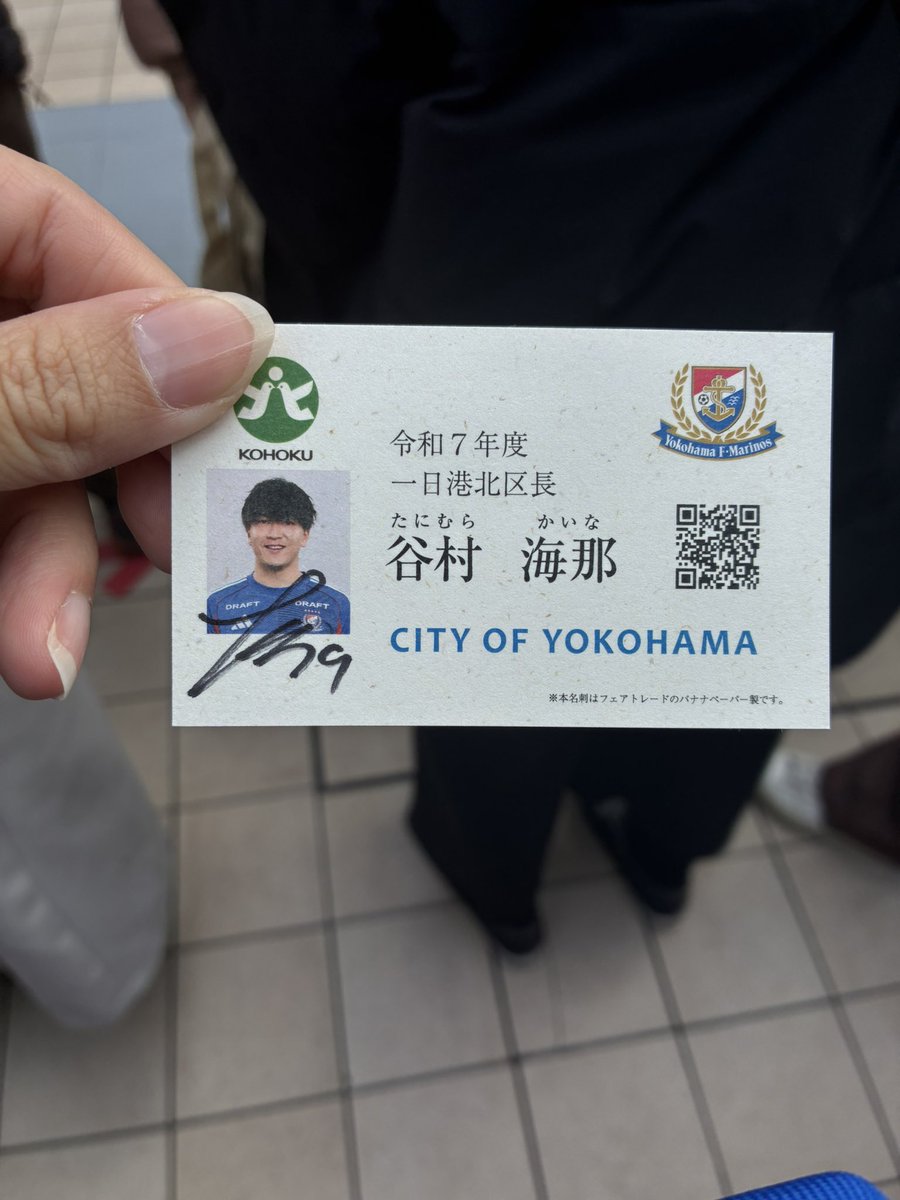 KOHOKU
Yokohama F・Marinos
令和7年度
一日港北区長
たにむら　かいな
谷村　海那
DRAFT DRAFT
CITY OF YOKOHAMA
※本名刺はフェアトレードのバナナペーパー製です。